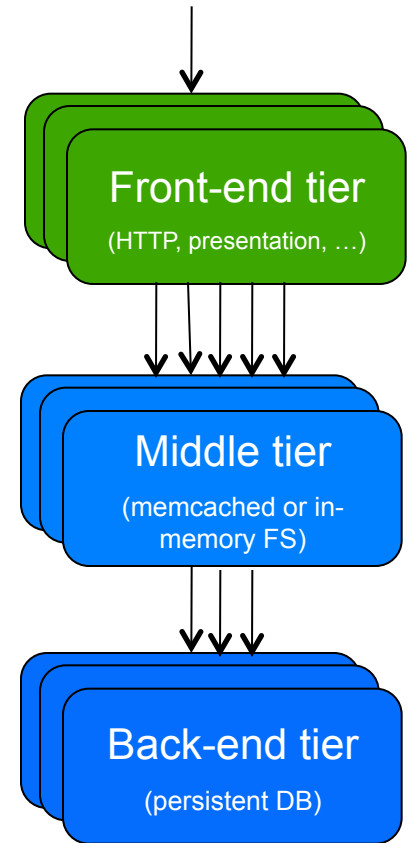 Front-end tier
(HTTP, presentation, …)
Middle tier
(memcached or in-
memory FS)
Back-end tier
(persistent DB)